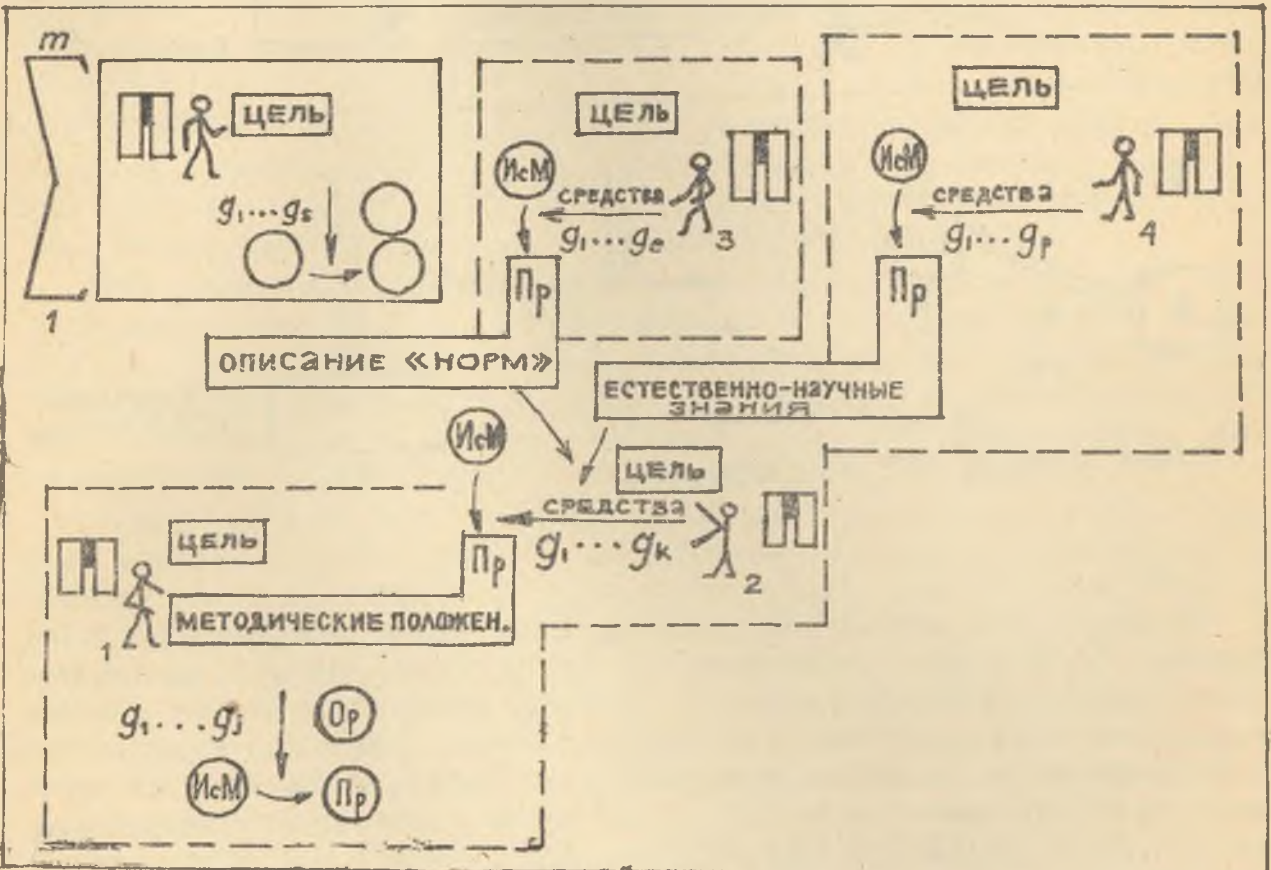 m
ЦЕЛЬ
g₁...gₛ
1
ЦЕЛЬ
ИсМ
СРЕДСТВА
g₁...gₑ
3
Пр
ОПИСАНИЕ «НОРМ»
ЦЕЛЬ
ИсМ
СРЕДСТВА
g₁...gₚ
4
Пр
ЕСТЕСТВЕННО-НАУЧНЫЕ
ЗНАНИЯ
ИсМ
ЦЕЛЬ
СРЕДСТВА
g₁...gₖ
2
Пр
ЦЕЛЬ
МЕТОДИЧЕСКИЕ ПОЛОЖЕН.
1
g₁...gⱼ
Ор
ИсМ
Пр